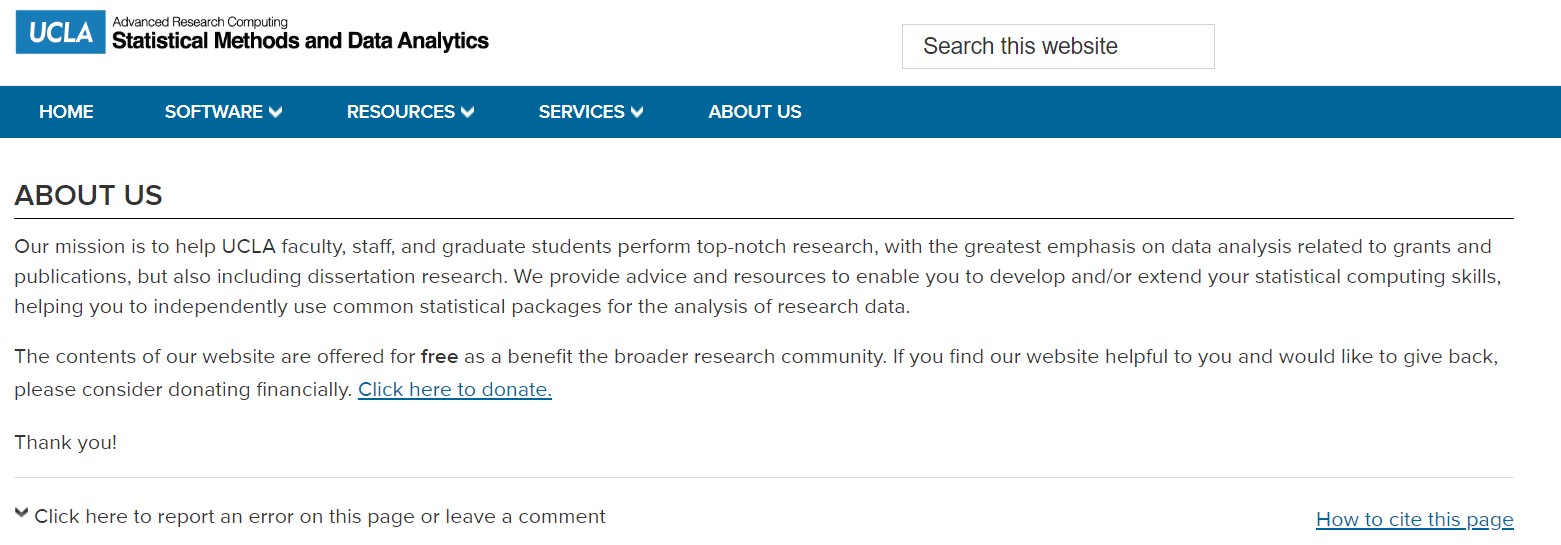 UCLA
Advanced Research Computing
Statistical Methods and Data Analytics
Search this website
HOME SOFTWARE RESOURCES SERVICES ABOUT US
ABOUT US
Our mission is to help UCLA faculty, staff, and graduate students perform top-notch research, with the greatest emphasis on data analysis related to grants and
publications, but also including dissertation research. We provide advice and resources to enable you to develop and/or extend your statistical computing skills,
helping you to independently use common statistical packages for the analysis of research data.
The contents of our website are offered for free as a benefit the broader research community. If you find our website helpful to you and would like to give back,
please consider donating financially. Click here to donate.
Thank you!
Click here to report an error on this page or leave a comment
How to cite this page